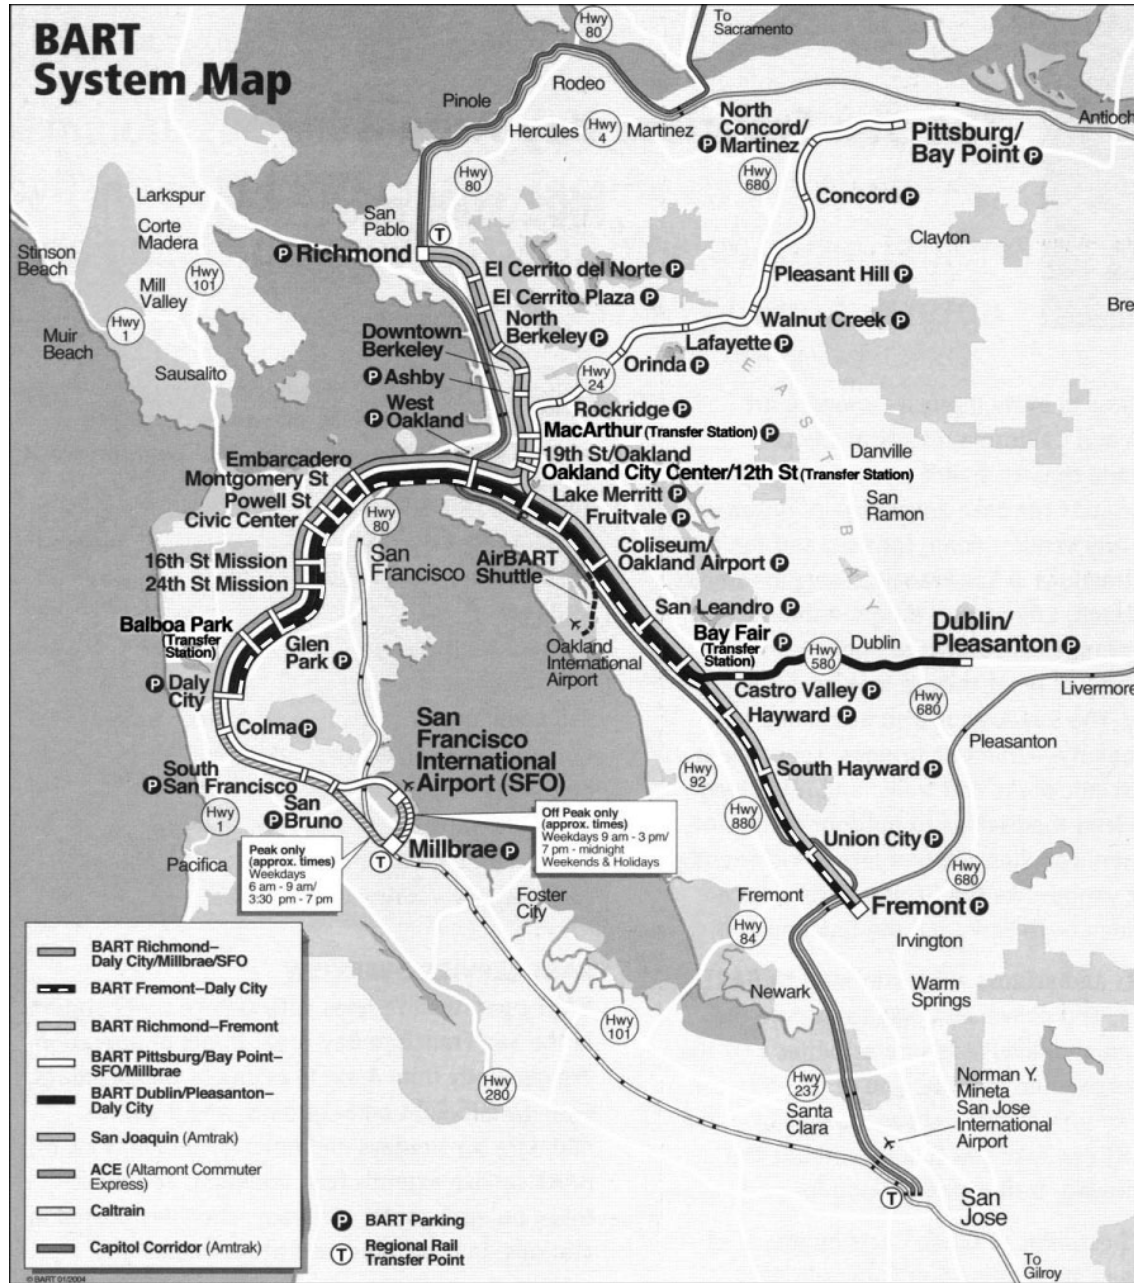 BART
System Map
To
Sacramento
Hwy
80
Rodeo
Pinole
Hercules
Hwy
4
Martinez
North
Concord/
Martinez P
Antioch
Pittsburg/
Bay Point P
Hwy
80
Hwy
680
Larkspur
San
Pablo
Concord P
Corte
Madera
T
Clayton
Stinson
Beach
P Richmond
Hwy
101
El Cerrito del Norte P
Pleasant Hill P
Mill
Valley
El Cerrito Plaza P
Bre
Hwy
1
North
Berkeley P
Walnut Creek P
Muir
Beach
Downtown
Berkeley
Lafayette P
Sausalito
Orinda P
P Ashby
Hwy
24
EAST BAY
P West
Oakland
Rockridge P
MacArthur (Transfer Station) P
19th St/Oakland
Danville
Embarcadero
Oakland City Center/12th St (Transfer Station)
Montgomery St
Lake Merritt P
Powell St
San
Ramon
Civic Center
Hwy
80
Fruitvale P
San
Francisco
AirBART
Shuttle
Coliseum/
Oakland Airport P
16th St Mission
24th St Mission
San Leandro P
Balboa Park
(Transfer
Station)
Glen
Park P
Oakland
International
Airport
Bay Fair P
(Transfer
Station)
Dublin
Dublin/
Pleasanton P
Hwy
580
P Daly
City
Castro Valley P
Livermore
Colma P
San
Francisco
International
Airport (SFO)
Hayward P
Hwy
680
Pleasanton
South
P San Francisco
Hwy
92
South Hayward P
San
P Bruno
Hwy
1
Off Peak only
(approx. times)
Weekdays 9 am - 3 pm/
7 pm - midnight
Weekends & Holidays
Hwy
880
Union City P
Pacifica
Peak only
(approx. times)
Weekdays
6 am - 9 am/
3:30 pm - 7 pm
Millbrae P
T
Hwy
680
Foster
City
Fremont
Fremont P
Hwy
84
Irvington
Newark
Warm
Springs
Hwy
101
Hwy
280
Hwy
237
Santa
Clara
Norman Y.
Mineta
San Jose
International
Airport
T
San
Jose
To
Gilroy
BART Richmond–
Daly City/Millbrae/SFO
BART Fremont–Daly City
BART Richmond–Fremont
BART Pittsburg/Bay Point–
SFO/Millbrae
BART Dublin/Pleasanton–
Daly City
San Joaquin (Amtrak)
ACE (Altamont Commuter
Express)
Caltrain
Capitol Corridor (Amtrak)
P BART Parking
T Regional Rail
Transfer Point
© BART 01/2004